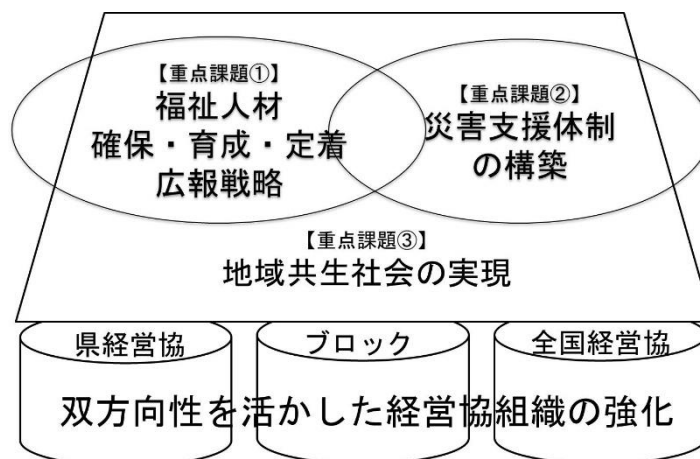 【重点課題①】
福祉人材
確保・育成・定着
広報戦略
【重点課題②】
災害支援体制
の構築
【重点課題③】
地域共生社会の実現
県経営協
ブロック
全国経営協
双方向性を活かした経営協組織の強化